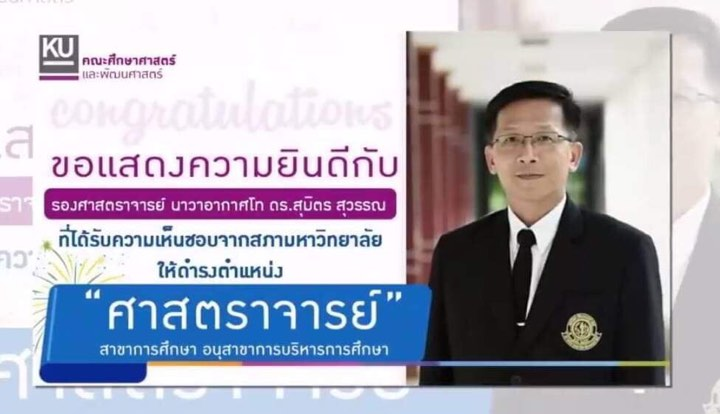 ยินศาสตร์
KU
คณะศึกษาศาสตร์
และพัฒนศาสตร์
congratulations
ขอแสดงความยินดีกับ
รองศาสตราจารย์ นาวาอากาศโท ดร.สุมิตร สุวรรณ
ที่ได้รับความเห็นชอบจากสภามหาวิทยาลัย
ให้ดำรงตำแหน่ง
“ศาสตราจารย์”
สาขาการศึกษา อนุสาขาการบริหารการศึกษา